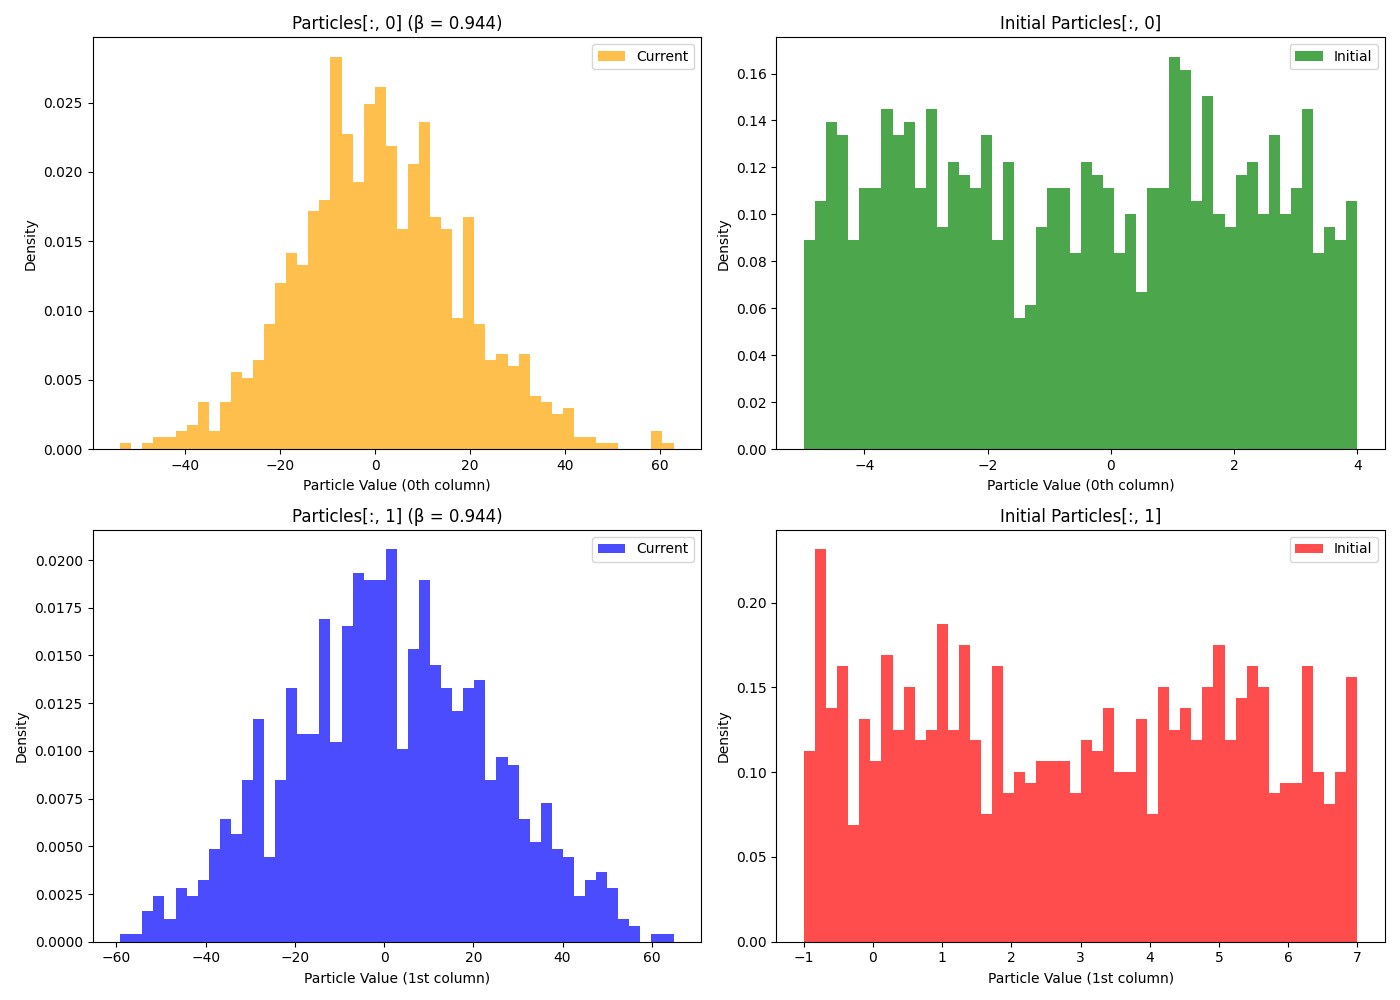 Particles[:, 0] (β = 0.944)
Current
Density
0.025
0.020
0.015
0.010
0.005
0.000
−40 −20 0 20 40 60
Particle Value (0th column)
Initial Particles[:, 0]
Initial
Density
0.16
0.14
0.12
0.10
0.08
0.06
0.04
0.02
0.00
−4 −2 0 2 4
Particle Value (0th column)
Particles[:, 1] (β = 0.944)
Current
Density
0.0200
0.0175
0.0150
0.0125
0.0100
0.0075
0.0050
0.0025
0.0000
−60 −40 −20 0 20 40 60
Particle Value (1st column)
Initial Particles[:, 1]
Initial
Density
0.20
0.15
0.10
0.05
0.00
−1 0 1 2 3 4 5 6 7
Particle Value (1st column)